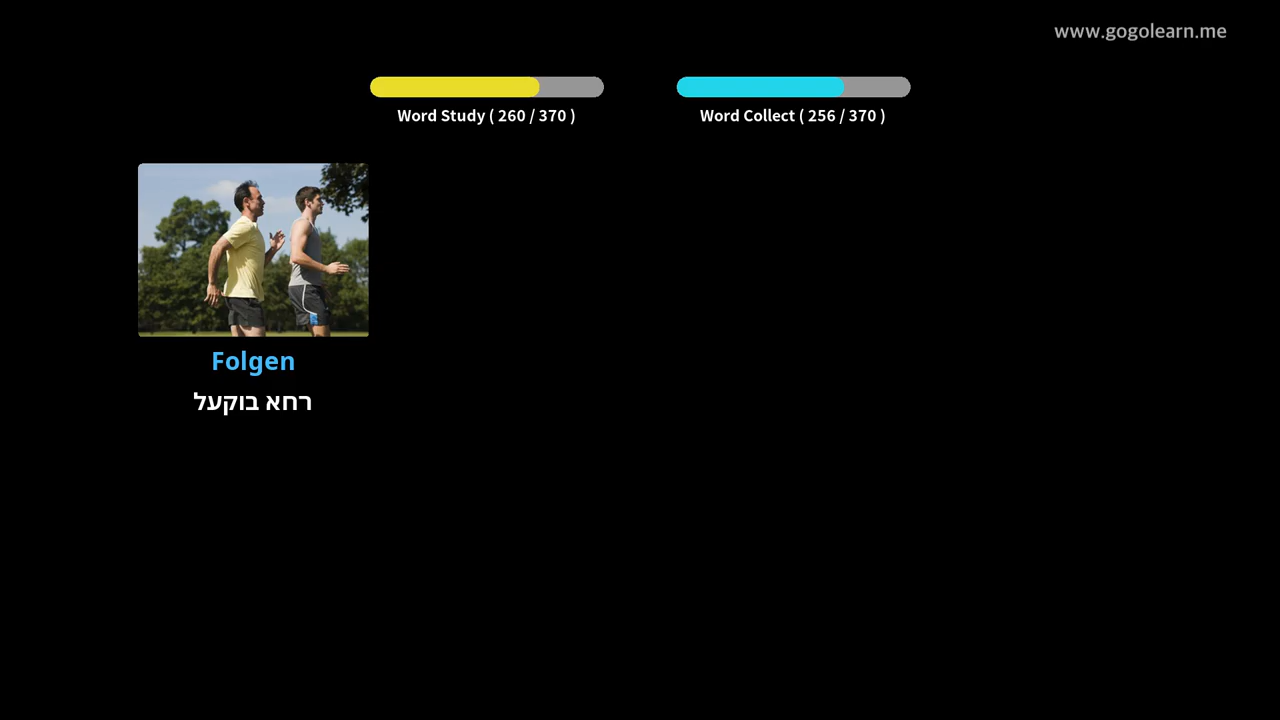 www.gogolearn.me
Word Study ( 260 / 370 )
Word Collect ( 256 / 370 )
Folgen
רחא בוקעל